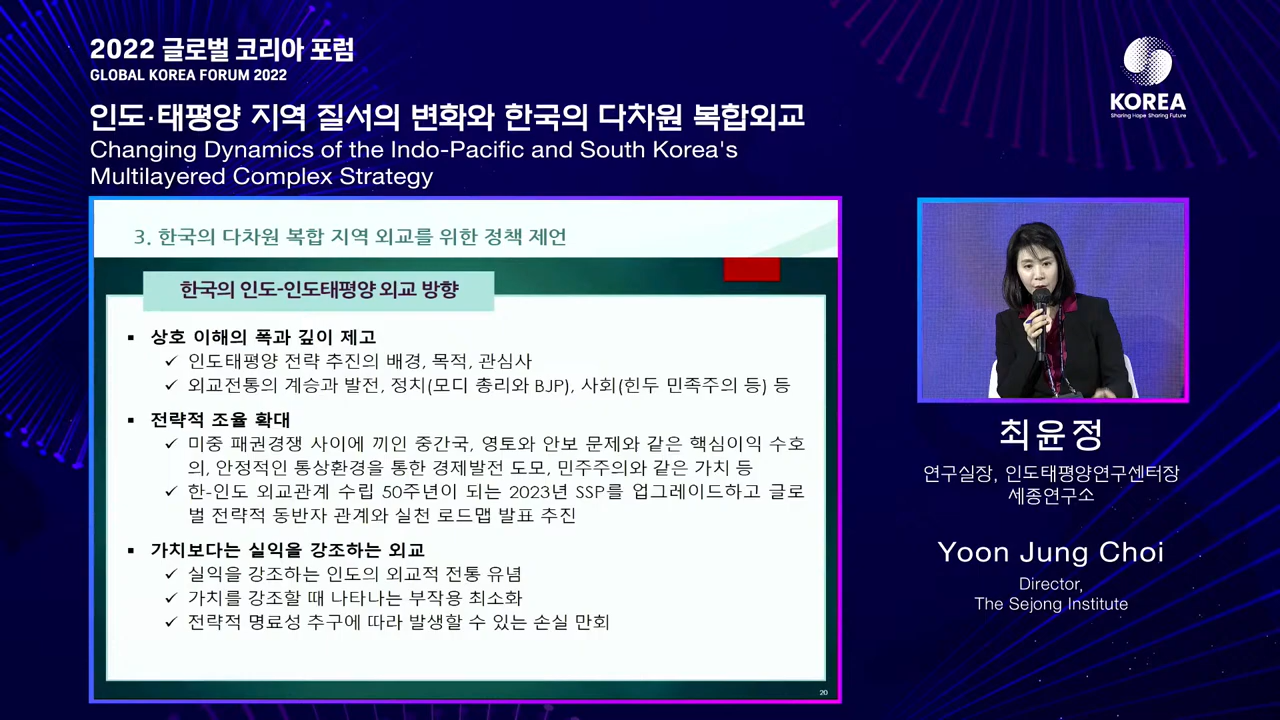 2022 글로벌 코리아 포럼
GLOBAL KOREA FORUM 2022
KOREA
Sharing Hope Sharing Future
인도·태평양 지역 질서의 변화와 한국의 다차원 복합외교
Changing Dynamics of the Indo-Pacific and South Korea's
Multilayered Complex Strategy
3. 한국의 다차원 복합 지역 외교를 위한 정책 제언
한국의 인도-인도태평양 외교 방향
▪ 상호 이해의 폭과 깊이 제고
✓ 인도태평양 전략 추진의 배경, 목적, 관심사
✓ 외교전통의 계승과 발전, 정치(모디 총리와 BJP), 사회(힌두 민족주의 등) 등
▪ 전략적 조율 확대
✓ 미중 패권경쟁 사이에 끼인 중간국, 영토와 안보 문제와 같은 핵심이익 수호
의, 안정적인 통상환경을 통한 경제발전 도모, 민주주의와 같은 가치 등
✓ 한-인도 외교관계 수립 50주년이 되는 2023년 SSP를 업그레이드하고 글로
벌 전략적 동반자 관계와 실천 로드맵 발표 추진
▪ 가치보다는 실익을 강조하는 외교
✓ 실익을 강조하는 인도의 외교적 전통 유념
✓ 가치를 강조할 때 나타나는 부작용 최소화
✓ 전략적 명료성 추구에 따라 발생할 수 있는 손실 만회
20
최윤정
연구실장, 인도태평양연구센터장
세종연구소
Yoon Jung Choi
Director,
The Sejong Institute